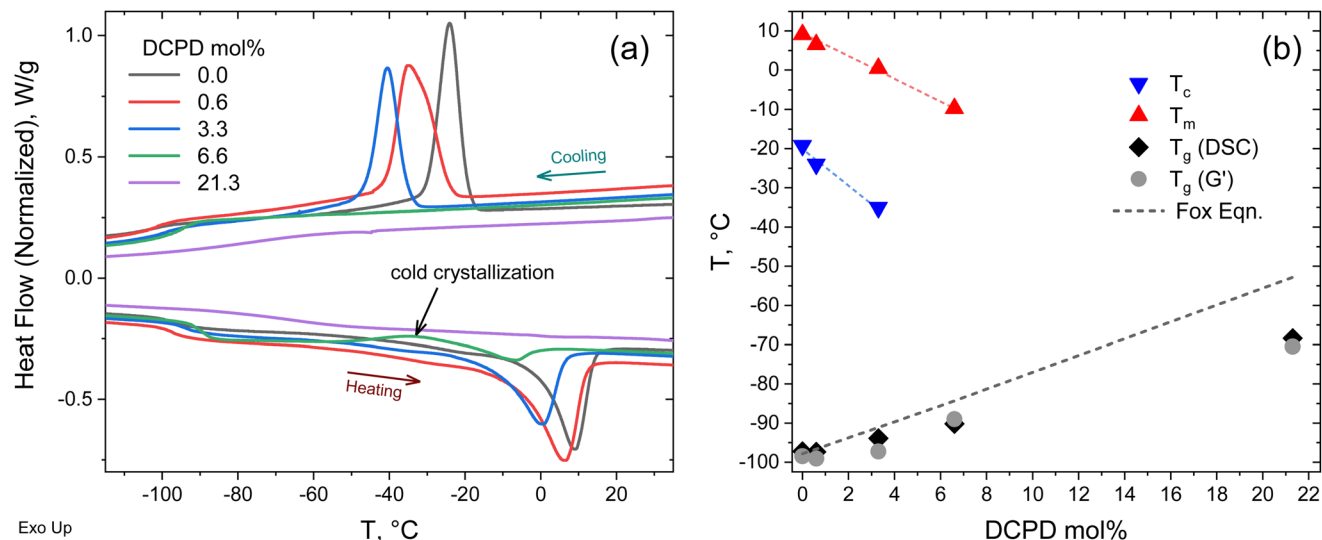 (a)
DCPD mol%
0.0
0.6
3.3
6.6
21.3
Cooling
cold crystallization
Heating
1.0
0.5
0.0
-0.5
Heat Flow (Normalized), W/g
-100 -80 -60 -40 -20 0 20
T, °C
Exo Up
(b)
T_c
T_m
T_g (DSC)
T_g (G')
Fox Eqn.
10
0
-10
-20
-30
-40
-50
-60
-70
-80
-90
-100
T, °C
0 2 4 6 8 10 12 14 16 18 20 22
DCPD mol%